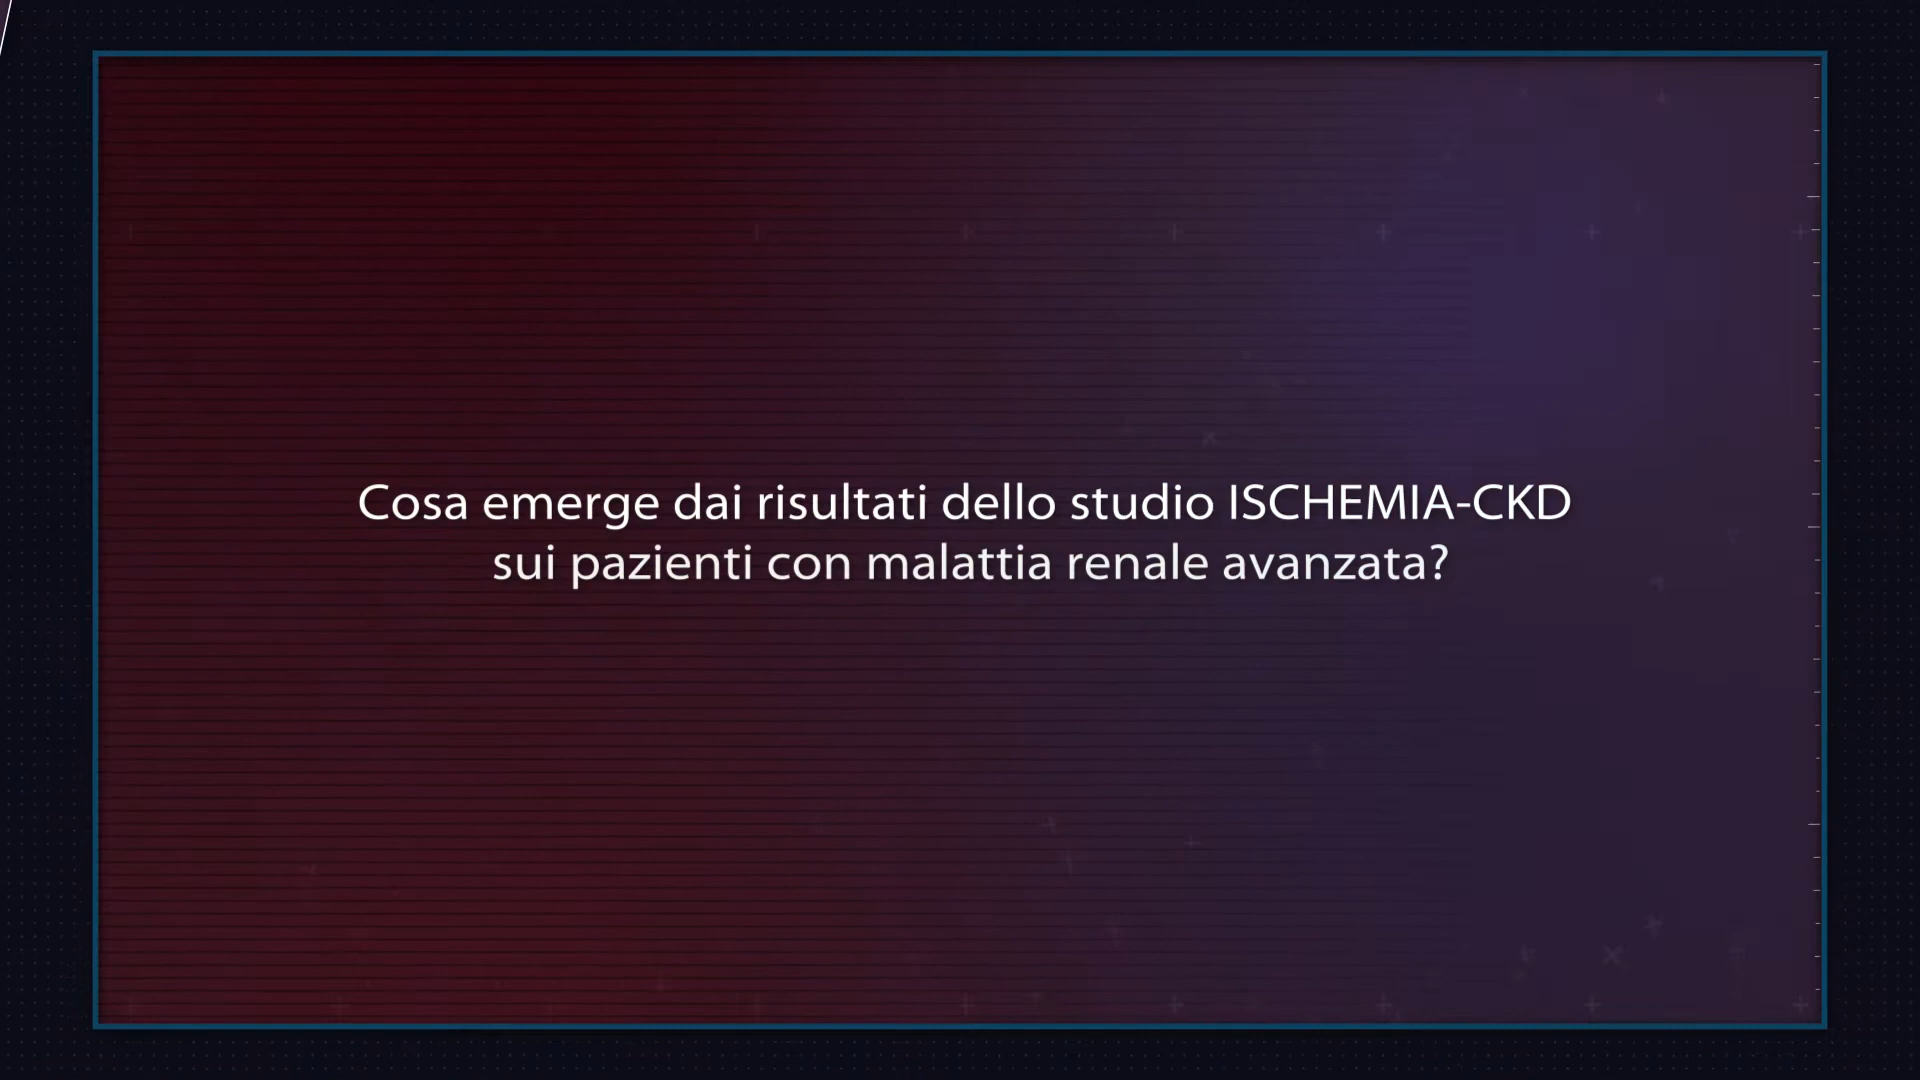 Cosa emerge dai risultati dello studio ISCHEMIA-CKD
sui pazienti con malattia renale avanzata?